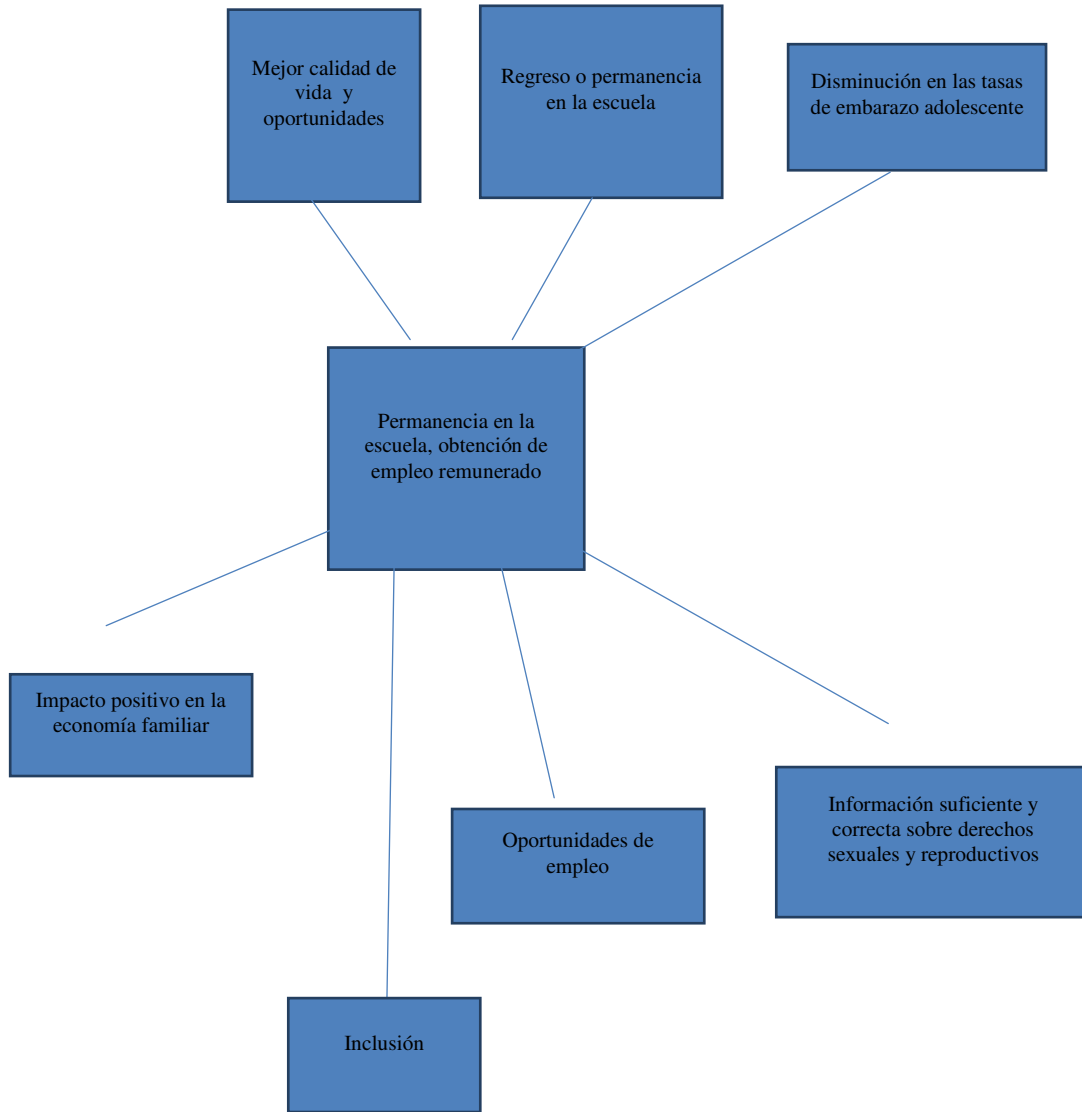 Mejor calidad de
vida y
oportunidades
Regreso o permanencia
en la escuela
Disminución en las tasas
de embarazo adolescente
Permanencia en la
escuela, obtención de
empleo remunerado
Impacto positivo en la
economía familiar
Oportunidades de
empleo
Información suficiente y
correcta sobre derechos
sexuales y reproductivos
Inclusión